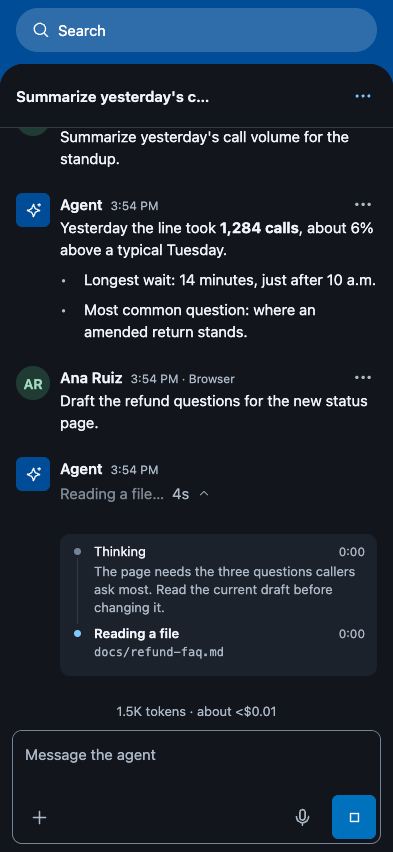 Search
Summarize yesterday's c...
Summarize yesterday's call volume for the
standup.
Agent 3:54 PM
Yesterday the line took 1,284 calls, about 6%
above a typical Tuesday.
• Longest wait: 14 minutes, just after 10 a.m.
• Most common question: where an
amended return stands.
AR
Ana Ruiz 3:54 PM · Browser
Draft the refund questions for the new status
page.
Agent 3:54 PM
Reading a file... 4s
Thinking 0:00
The page needs the three questions callers
ask most. Read the current draft before
changing it.
Reading a file 0:00
docs/refund-faq.md
1.5K tokens · about <$0.01
Message the agent